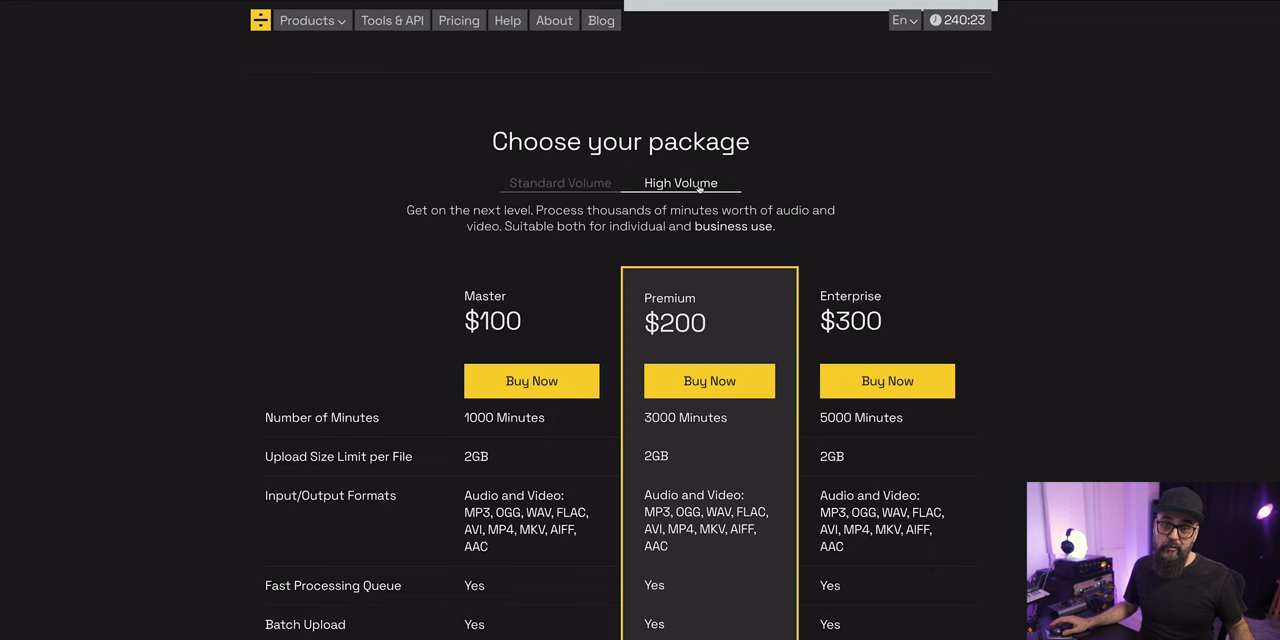 Products
Tools & API
Pricing
Help
About
Blog
En
240:23
Choose your package
Standard Volume
High Volume
Get on the next level. Process thousands of minutes worth of audio and
video. Suitable both for individual and business use.
Master
$100
Buy Now
Premium
$200
Buy Now
Enterprise
$300
Buy Now
Number of Minutes
1000 Minutes
3000 Minutes
5000 Minutes
Upload Size Limit per File
2GB
2GB
2GB
Input/Output Formats
Audio and Video:
MP3, OGG, WAV, FLAC,
AVI, MP4, MKV, AIFF,
AAC
Audio and Video:
MP3, OGG, WAV, FLAC,
AVI, MP4, MKV, AIFF,
AAC
Audio and Video:
MP3, OGG, WAV, FLAC,
AVI, MP4, MKV, AIFF,
AAC
Fast Processing Queue
Yes
Yes
Yes
Batch Upload
Yes
Yes
Yes